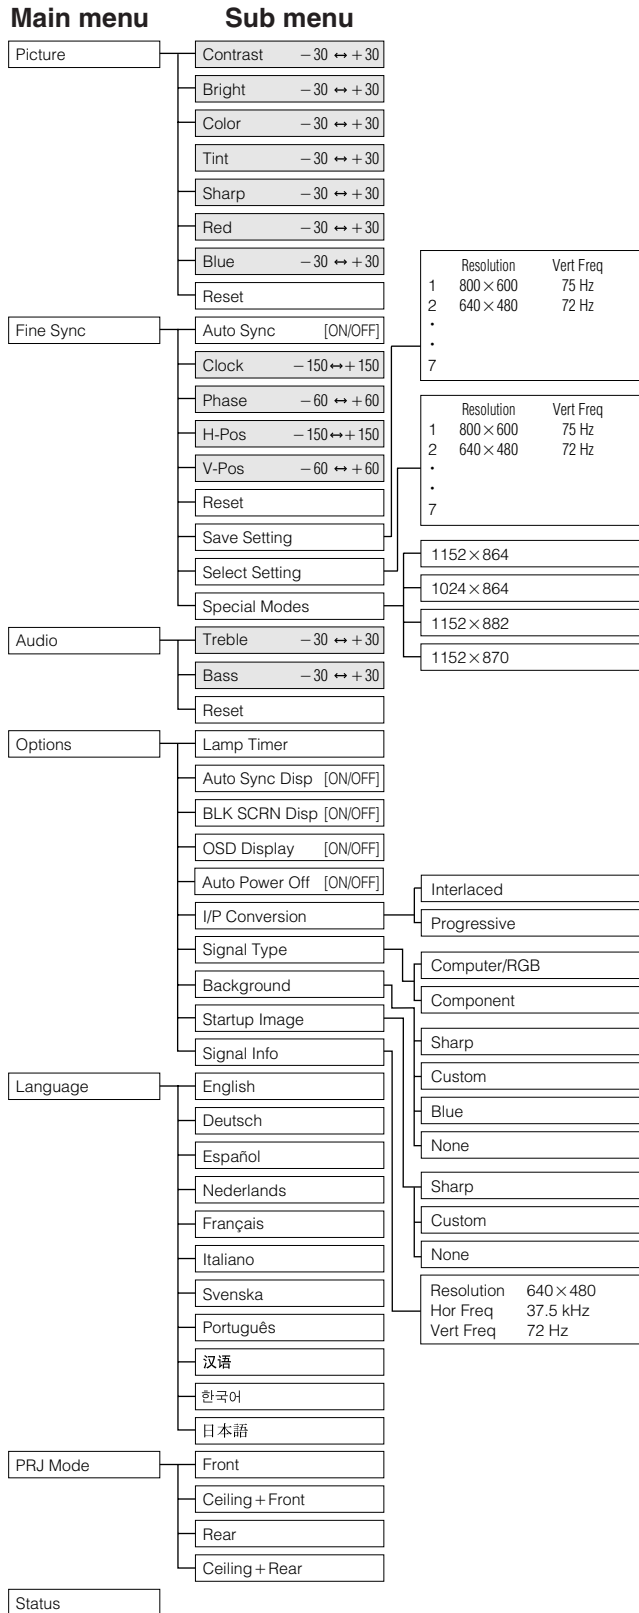 Main menu Sub menu
Picture
Contrast −30 ↔ +30
Bright −30 ↔ +30
Color −30 ↔ +30
Tint −30 ↔ +30
Sharp −30 ↔ +30
Red −30 ↔ +30
Blue −30 ↔ +30
Reset
Fine Sync
Auto Sync [ON/OFF]
Clock −150↔+150
Phase −60 ↔ +60
H-Pos −150↔+150
V-Pos −60 ↔ +60
Reset
Save Setting
Resolution Vert Freq
1 800×600 75 Hz
2 640×480 72 Hz
•
•
7
Select Setting
Resolution Vert Freq
1 800×600 75 Hz
2 640×480 72 Hz
•
•
7
Special Modes
1152×864
1024×864
1152×882
1152×870
Audio
Treble −30 ↔ +30
Bass −30 ↔ +30
Reset
Options
Lamp Timer
Auto Sync Disp [ON/OFF]
BLK SCRN Disp [ON/OFF]
OSD Display [ON/OFF]
Auto Power Off [ON/OFF]
I/P Conversion
Interlaced
Progressive
Signal Type
Computer/RGB
Component
Background
Sharp
Custom
Blue
None
Startup Image
Sharp
Custom
None
Signal Info
Resolution 640×480
Hor Freq 37.5 kHz
Vert Freq 72 Hz
Language
English
Deutsch
Español
Nederlands
Français
Italiano
Svenska
Português
汉语
한국어
日本語
PRJ Mode
Front
Ceiling+Front
Rear
Ceiling+Rear
Status